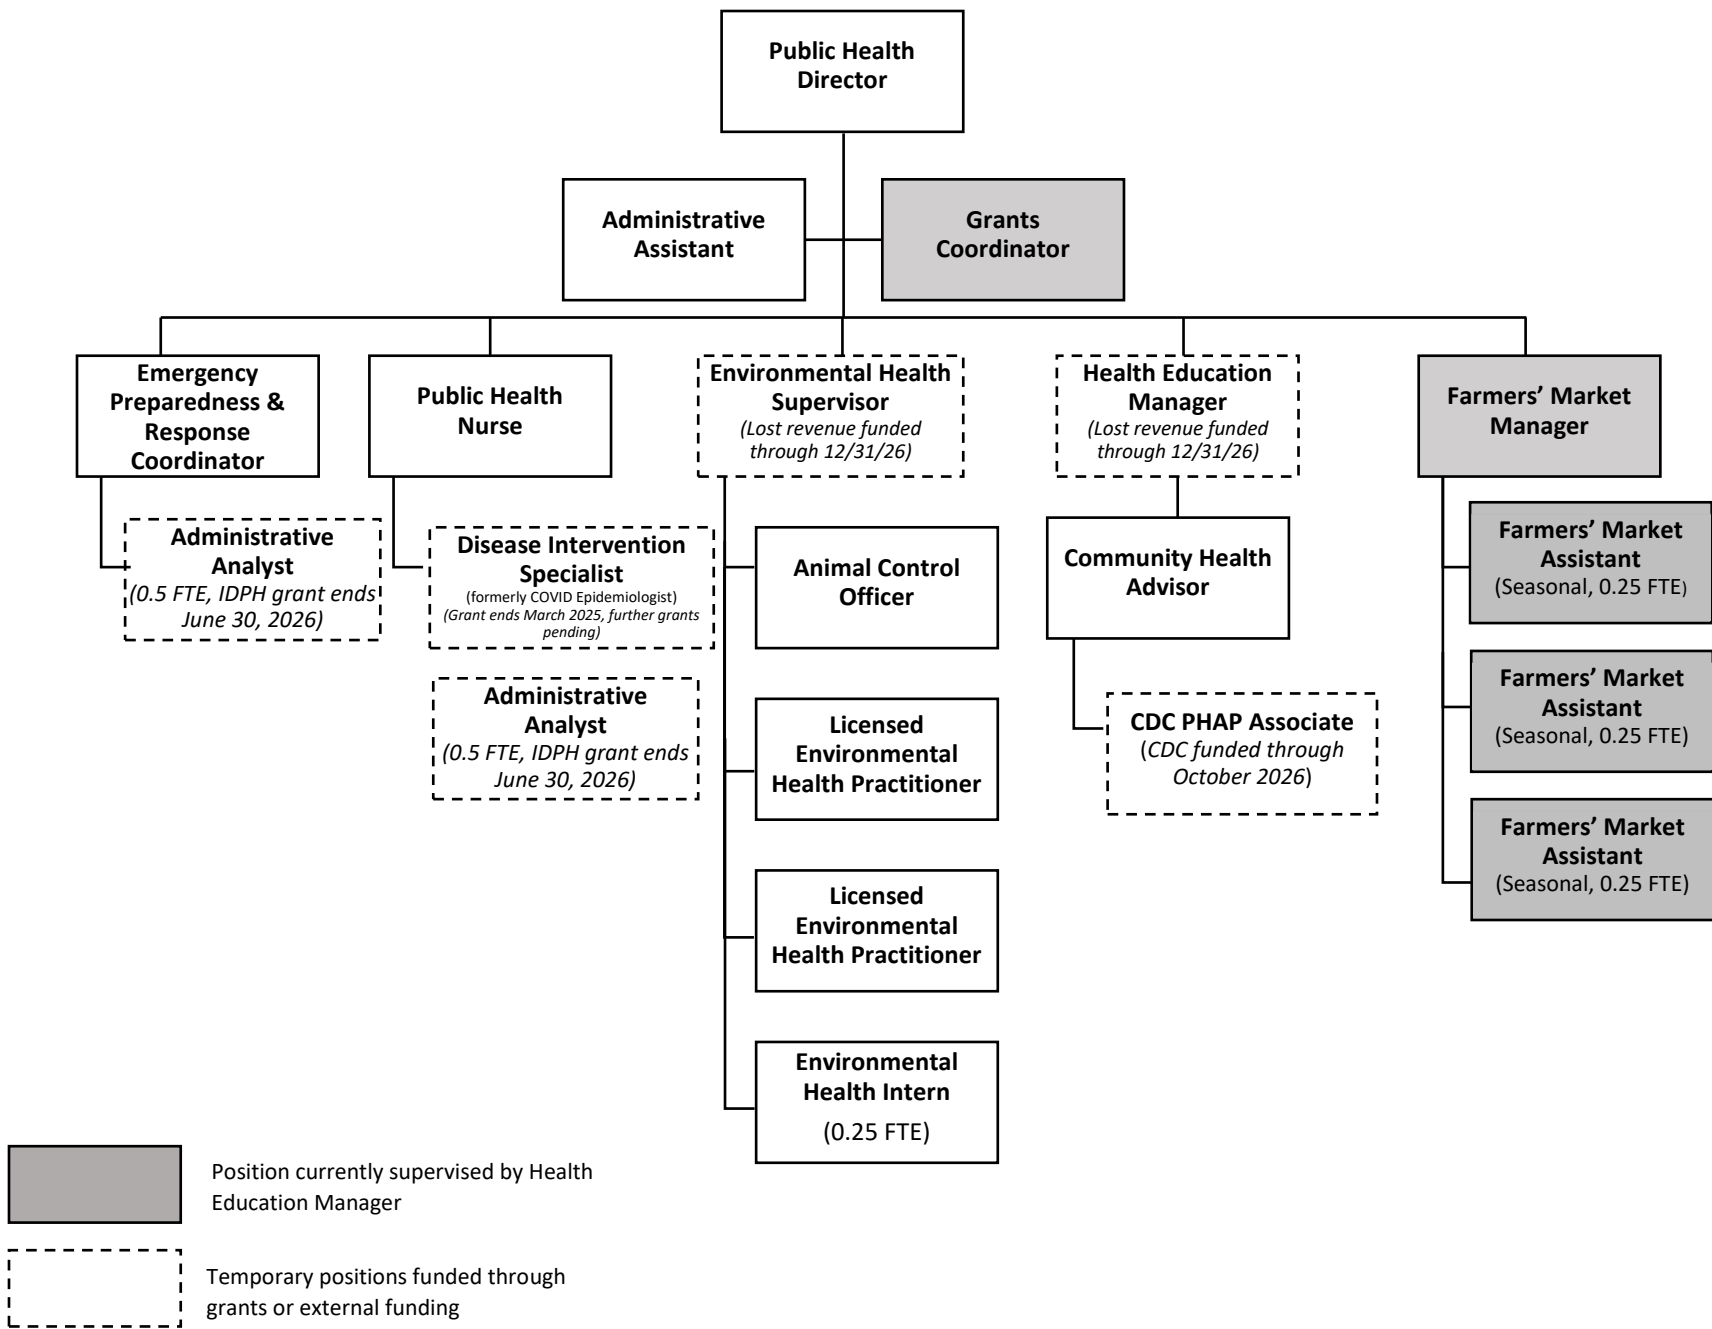 Public Health
Director
Administrative
Assistant
Grants
Coordinator
Emergency
Preparedness &
Response
Coordinator
Public Health
Nurse
Environmental Health
Supervisor
(Lost revenue funded
through 12/31/26)
Health Education
Manager
(Lost revenue funded
through 12/31/26)
Farmers’ Market
Manager
Administrative
Analyst
(0.5 FTE, IDPH grant ends
June 30, 2026)
Disease Intervention
Specialist
(formerly COVID Epidemiologist)
(Grant ends March 2025, further grants
pending)
Administrative
Analyst
(0.5 FTE, IDPH grant ends
June 30, 2026)
Animal Control
Officer
Licensed
Environmental
Health Practitioner
Licensed
Environmental
Health Practitioner
Environmental
Health Intern
(0.25 FTE)
Community Health
Advisor
CDC PHAP Associate
(CDC funded through
October 2026)
Farmers’ Market
Assistant
(Seasonal, 0.25 FTE)
Farmers’ Market
Assistant
(Seasonal, 0.25 FTE)
Farmers’ Market
Assistant
(Seasonal, 0.25 FTE)
Position currently supervised by Health
Education Manager
Temporary positions funded through
grants or external funding